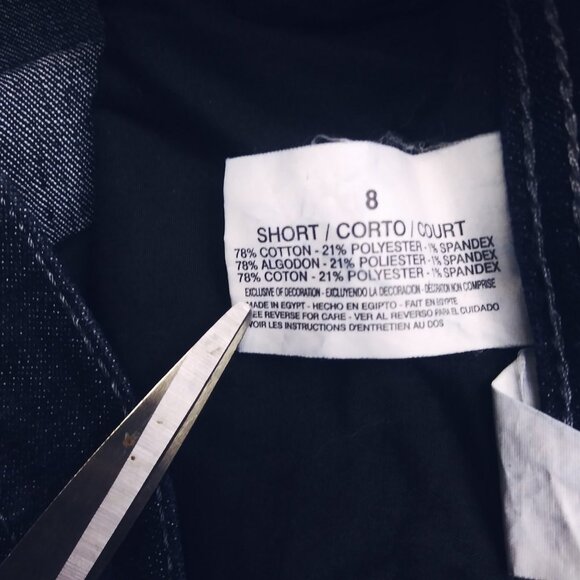 8
SHORT / CORTO / COURT
78% COTTON - 21% POLYESTER - 1% SPANDEX
78% ALGODON - 21% POLIESTER - 1% SPANDEX
78% COTON - 21% POLYESTER - 1% SPANDEX
EXCLUSIVE OF DECORATION - EXCLUYENDO LA DECORACION - DÉCORATION NON COMPRISE
MADE IN EGYPT - HECHO EN EGIPTO - FAIT EN EGYPTE
SEE REVERSE FOR CARE - VER AL REVERSO PARA EL CUIDADO
VOIR LES INSTRUCTIONS D'ENTRETIEN AU DOS